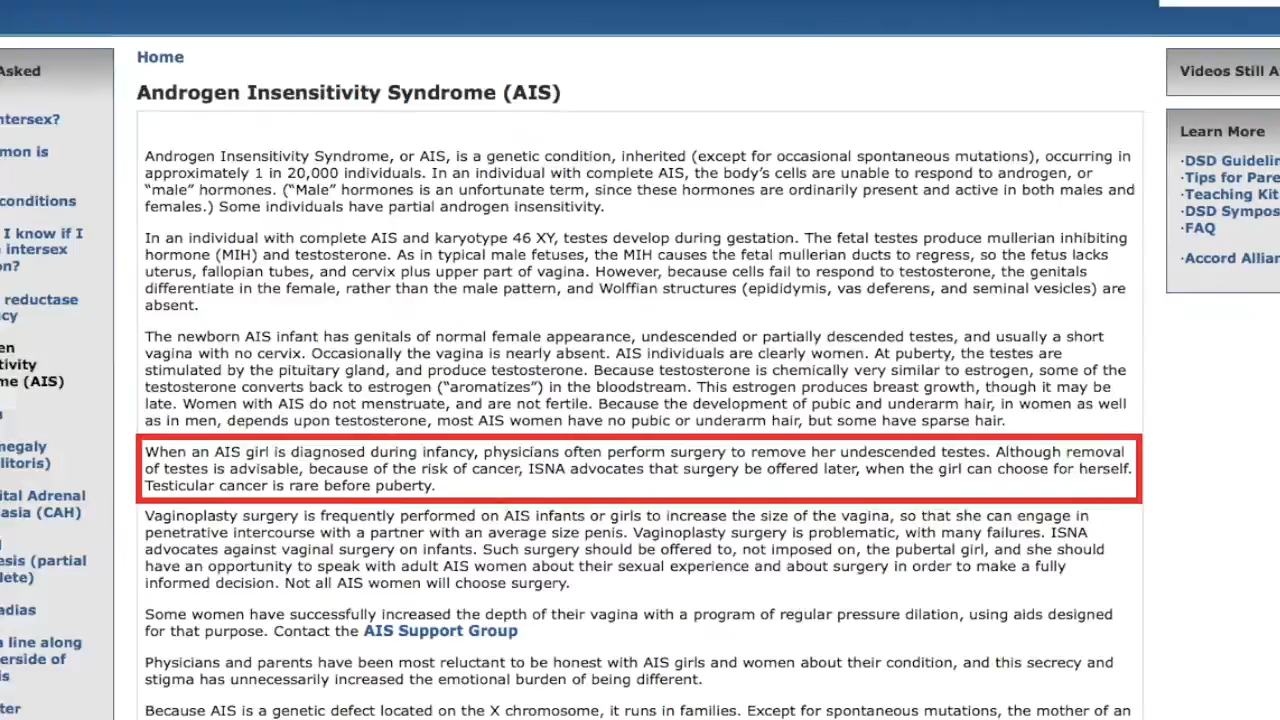 Asked
ntersex?
mon is
conditions
I know if I
intersex
on?
reductase
cy
en
tivity
me (AIS)
megaly
litoris)
ital Adrenal
asia (CAH)
esis (partial
lete)
adias
line along
erside of
is
ter
Home
Androgen Insensitivity Syndrome (AIS)
Androgen Insensitivity Syndrome, or AIS, is a genetic condition, inherited (except for occasional spontaneous mutations), occurring in
approximately 1 in 20,000 individuals. In an individual with complete AIS, the body's cells are unable to respond to androgen, or
“male” hormones. (“Male” hormones is an unfortunate term, since these hormones are ordinarily present and active in both males and
females.) Some individuals have partial androgen insensitivity.
In an individual with complete AIS and karyotype 46 XY, testes develop during gestation. The fetal testes produce mullerian inhibiting
hormone (MIH) and testosterone. As in typical male fetuses, the MIH causes the fetal mullerian ducts to regress, so the fetus lacks
uterus, fallopian tubes, and cervix plus upper part of vagina. However, because cells fail to respond to testosterone, the genitals
differentiate in the female, rather than the male pattern, and Wolffian structures (epididymis, vas deferens, and seminal vesicles) are
absent.
The newborn AIS infant has genitals of normal female appearance, undescended or partially descended testes, and usually a short
vagina with no cervix. Occasionally the vagina is nearly absent. AIS individuals are clearly women. At puberty, the testes are
stimulated by the pituitary gland, and produce testosterone. Because testosterone is chemically very similar to estrogen, some of the
testosterone converts back to estrogen (“aromatizes”) in the bloodstream. This estrogen produces breast growth, though it may be
late. Women with AIS do not menstruate, and are not fertile. Because the development of pubic and underarm hair, in women as well
as in men, depends upon testosterone, most AIS women have no pubic or underarm hair, but some have sparse hair.
When an AIS girl is diagnosed during infancy, physicians often perform surgery to remove her undescended testes. Although removal
of testes is advisable, because of the risk of cancer, ISNA advocates that surgery be offered later, when the girl can choose for herself.
Testicular cancer is rare before puberty.
Vaginoplasty surgery is frequently performed on AIS infants or girls to increase the size of the vagina, so that she can engage in
penetrative intercourse with a partner with an average size penis. Vaginoplasty surgery is problematic, with many failures. ISNA
advocates against vaginal surgery on infants. Such surgery should be offered to, not imposed on, the pubertal girl, and she should
have an opportunity to speak with adult AIS women about their sexual experience and about surgery in order to make a fully
informed decision. Not all AIS women will choose surgery.
Some women have successfully increased the depth of their vagina with a program of regular pressure dilation, using aids designed
for that purpose. Contact the AIS Support Group
Physicians and parents have been most reluctant to be honest with AIS girls and women about their condition, and this secrecy and
stigma has unnecessarily increased the emotional burden of being different.
Because AIS is a genetic defect located on the X chromosome, it runs in families. Except for spontaneous mutations, the mother of an
Videos Still A
Learn More
·DSD Guidelin
·Tips for Pare
·Teaching Kit
·DSD Sympos
·FAQ
·Accord Allian